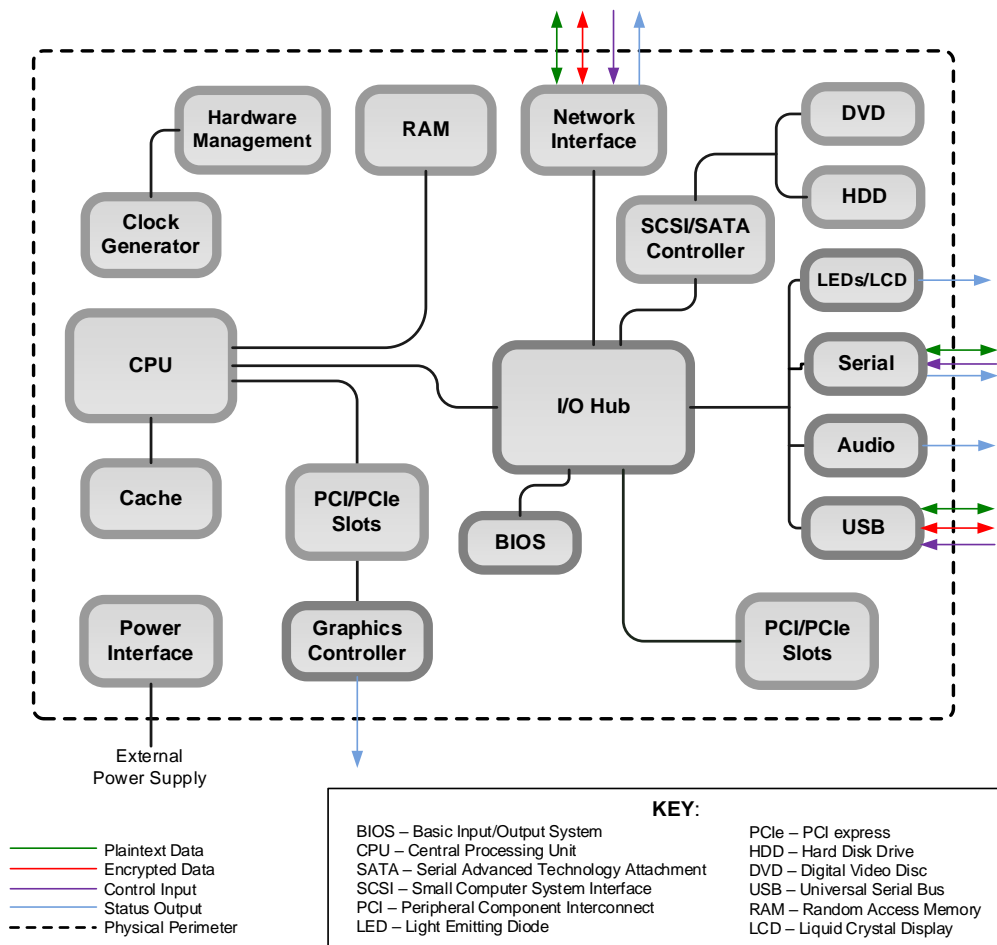 Hardware
Management
RAM
Network
Interface
DVD
HDD
Clock
Generator
SCSI/SATA
Controller
LEDs/LCD
CPU
Serial
I/O Hub
Audio
Cache
PCI/PCIe
Slots
BIOS
USB
Power
Interface
Graphics
Controller
PCI/PCIe
Slots
External
Power Supply
KEY:
BIOS – Basic Input/Output System
CPU – Central Processing Unit
SATA – Serial Advanced Technology Attachment
SCSI – Small Computer System Interface
PCI – Peripheral Component Interconnect
LED – Light Emitting Diode
PCIe – PCI express
HDD – Hard Disk Drive
DVD – Digital Video Disc
USB – Universal Serial Bus
RAM – Random Access Memory
LCD – Liquid Crystal Display
Plaintext Data
Encrypted Data
Control Input
Status Output
Physical Perimeter